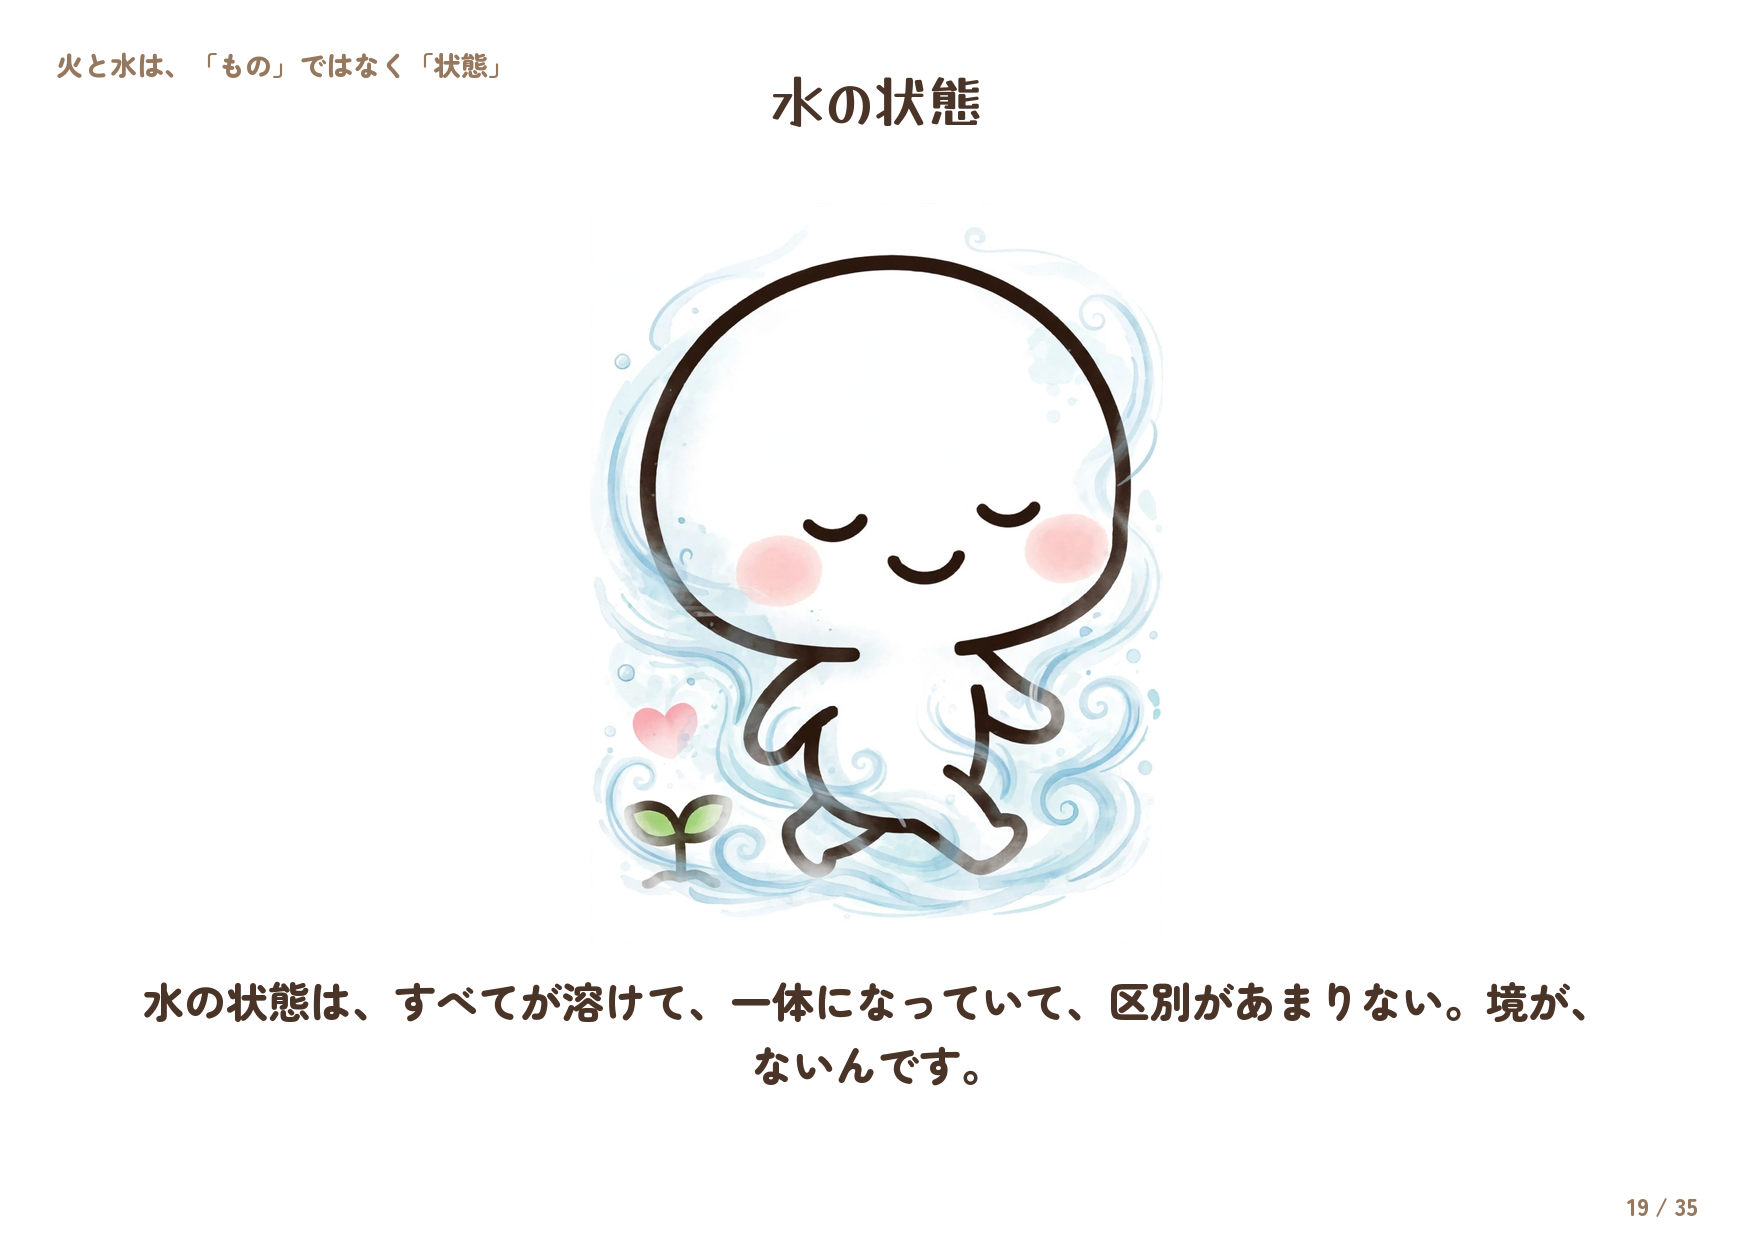 火と水は、「もの」ではなく「状態」
水の状態
水の状態は、すべてが溶けて、一体になっていて、区別があまりない。境が、
ないんです。
19 / 35